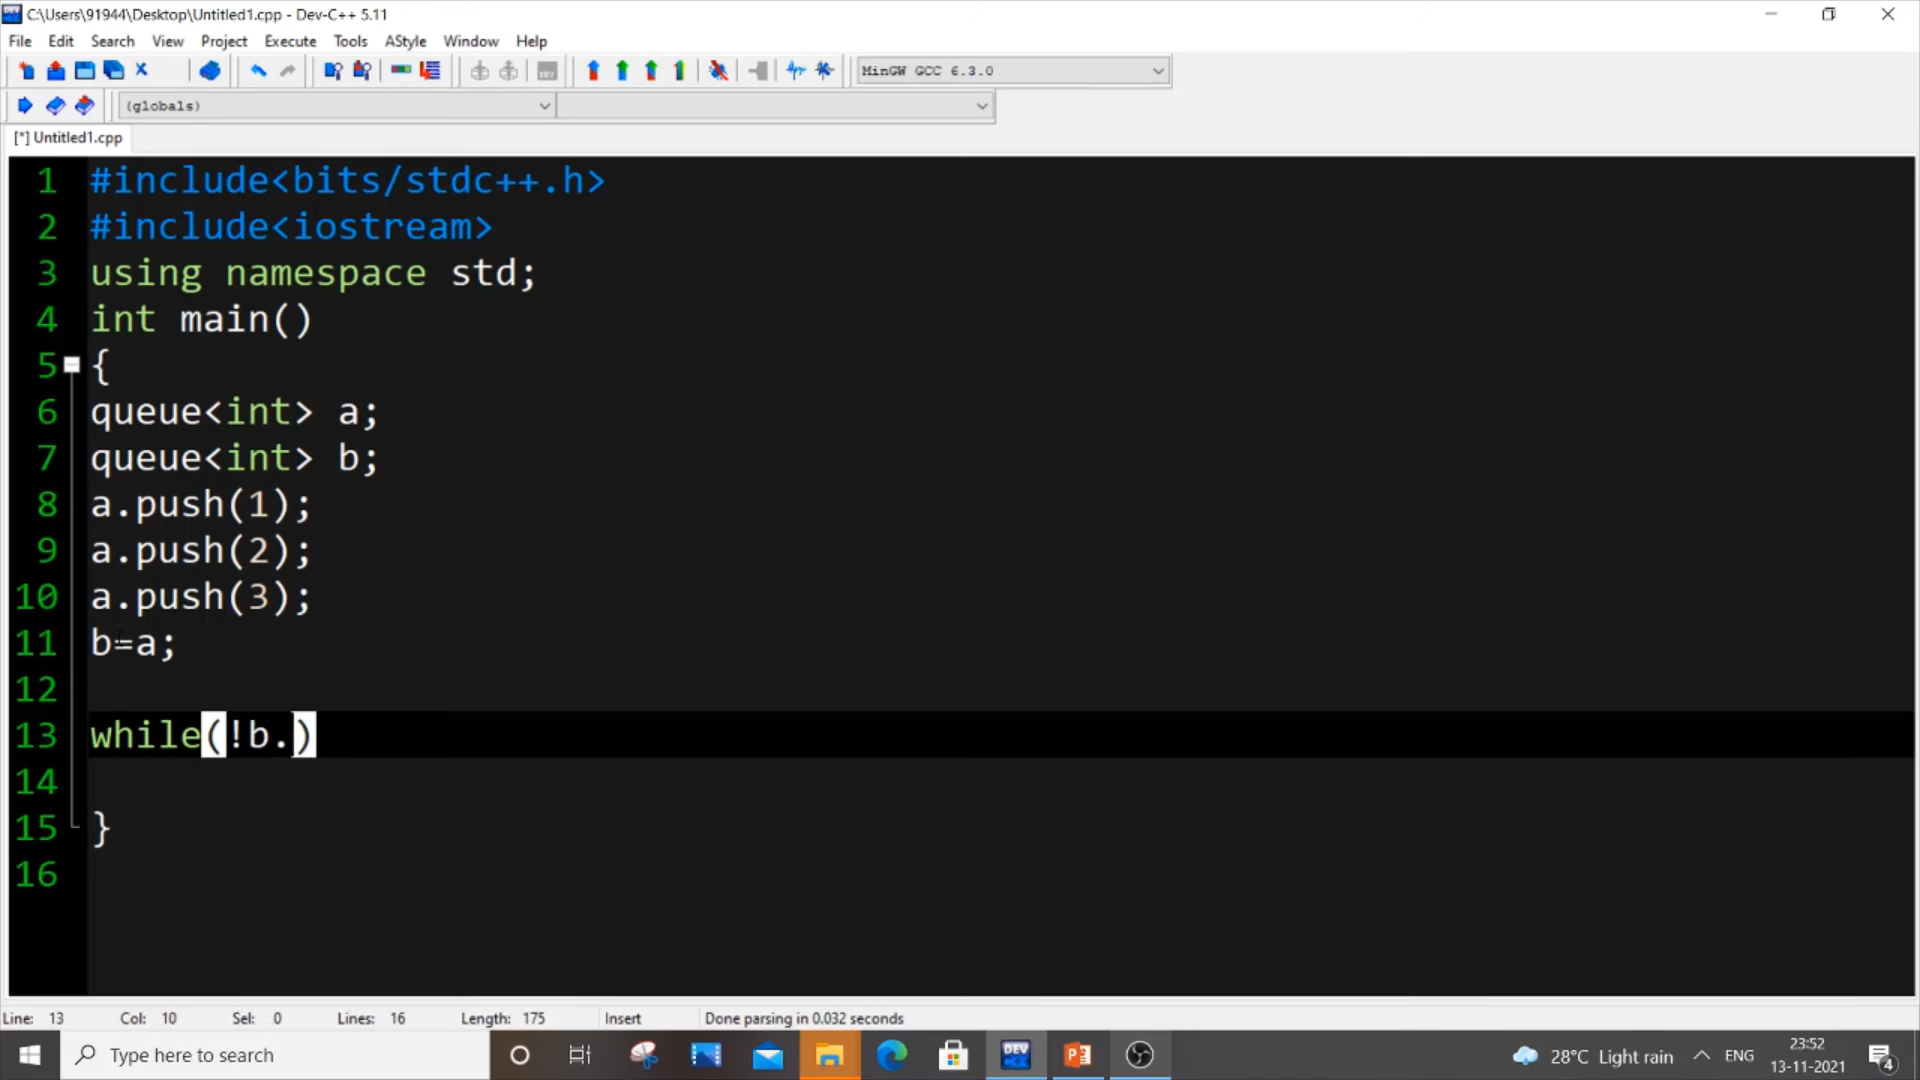 C:\Users\91944\Desktop\Untitled1.cpp - Dev-C++ 5.11
File Edit Search View Project Execute Tools AStyle Window Help
MinGW GCC 6.3.0
(globals)
[*] Untitled1.cpp
1 #include<bits/stdc++.h>
2 #include<iostream>
3 using namespace std;
4 int main()
5 {
6 queue<int> a;
7 queue<int> b;
8 a.push(1);
9 a.push(2);
10 a.push(3);
11 b=a;
12
13 while(!b.)
14
15 }
16
Line: 13 Col: 10 Sel: 0 Lines: 16 Length: 175 Insert Done parsing in 0.032 seconds
Type here to search
DEV
28°C Light rain
ENG
23:52
13-11-2021
4